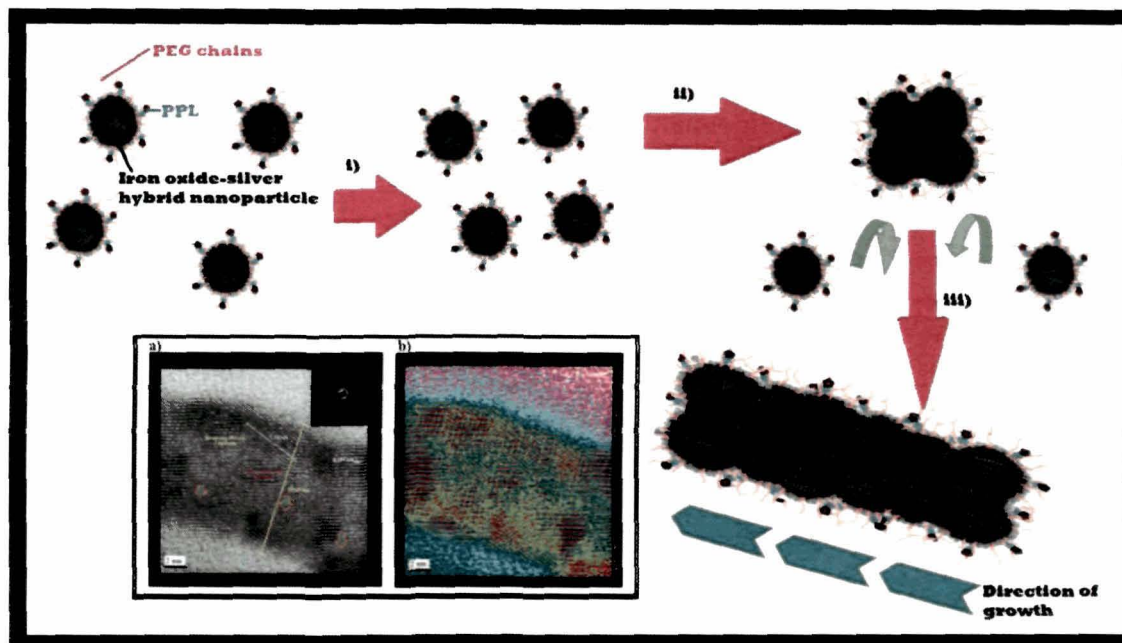 PEG chains
PPL
Iron oxide-silver
hybrid nanoparticle
i)
ii)
iii)
a)
b)
Direction of
growth